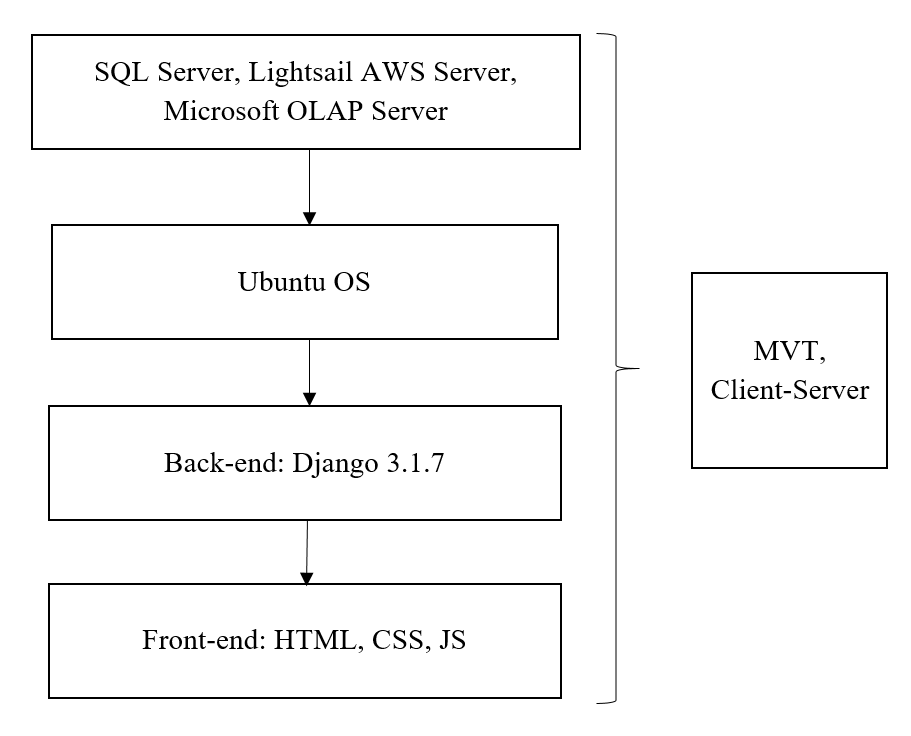 SQL Server, Lightsail AWS Server,
Microsoft OLAP Server
Ubuntu OS
Back-end: Django 3.1.7
Front-end: HTML, CSS, JS
MVT,
Client-Server